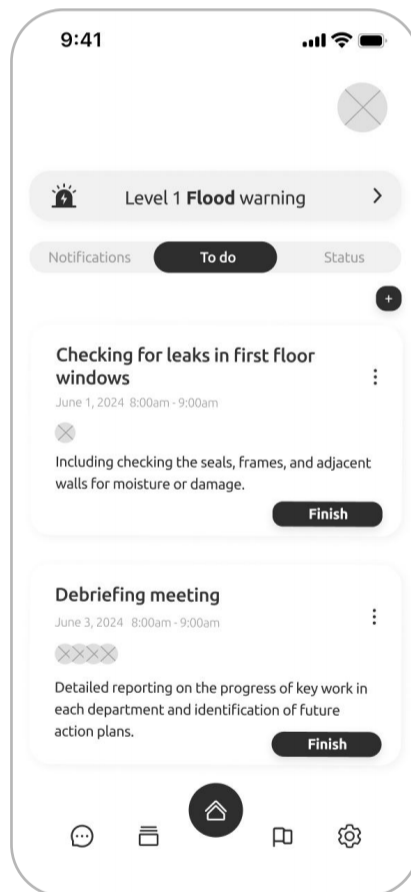 9:41
Level 1 Flood warning
Notifications To do Status
+
Checking for leaks in first floor
windows
June 1, 2024 8:00am - 9:00am
Including checking the seals, frames, and adjacent
walls for moisture or damage.
Finish
Debriefing meeting
June 3, 2024 8:00am - 9:00am
Detailed reporting on the progress of key work in
each department and identification of future
action plans.
Finish